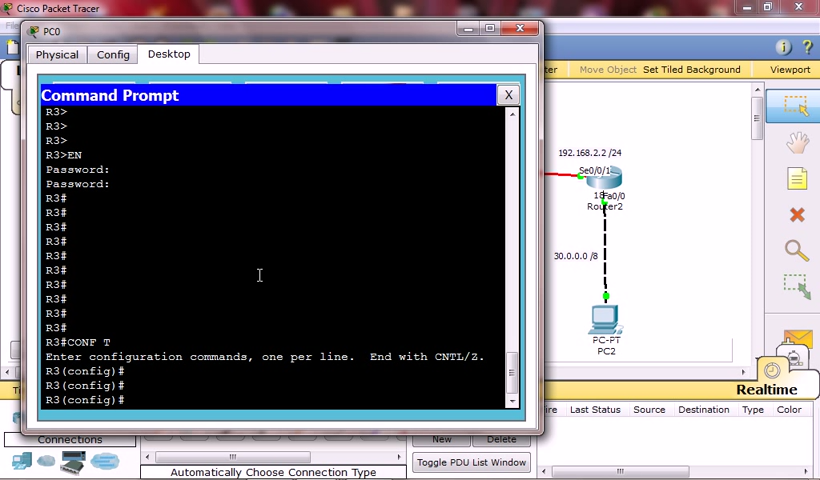 Cisco Packet Tracer
PC0
Physical
Config
Desktop
Command Prompt
X
R3>
R3>
R3>
R3>EN
Password:
Password:
R3#
R3#
R3#
R3#
R3#
R3#
R3#
R3#
R3#
R3#
R3#CONF T
Enter configuration commands, one per line.  End with CNTL/Z.
R3(config)#
R3(config)#
R3(config)#
Move Object
Set Tiled Background
Viewport
192.168.2.2 /24
Se0/0/1
Fa0/0
Router2
30.0.0.0 /8
PC-PT
PC2
Realtime
Last Status
Source
Destination
Type
Color
New
Delete
Toggle PDU List Window
Connections
Automatically Choose Connection Type